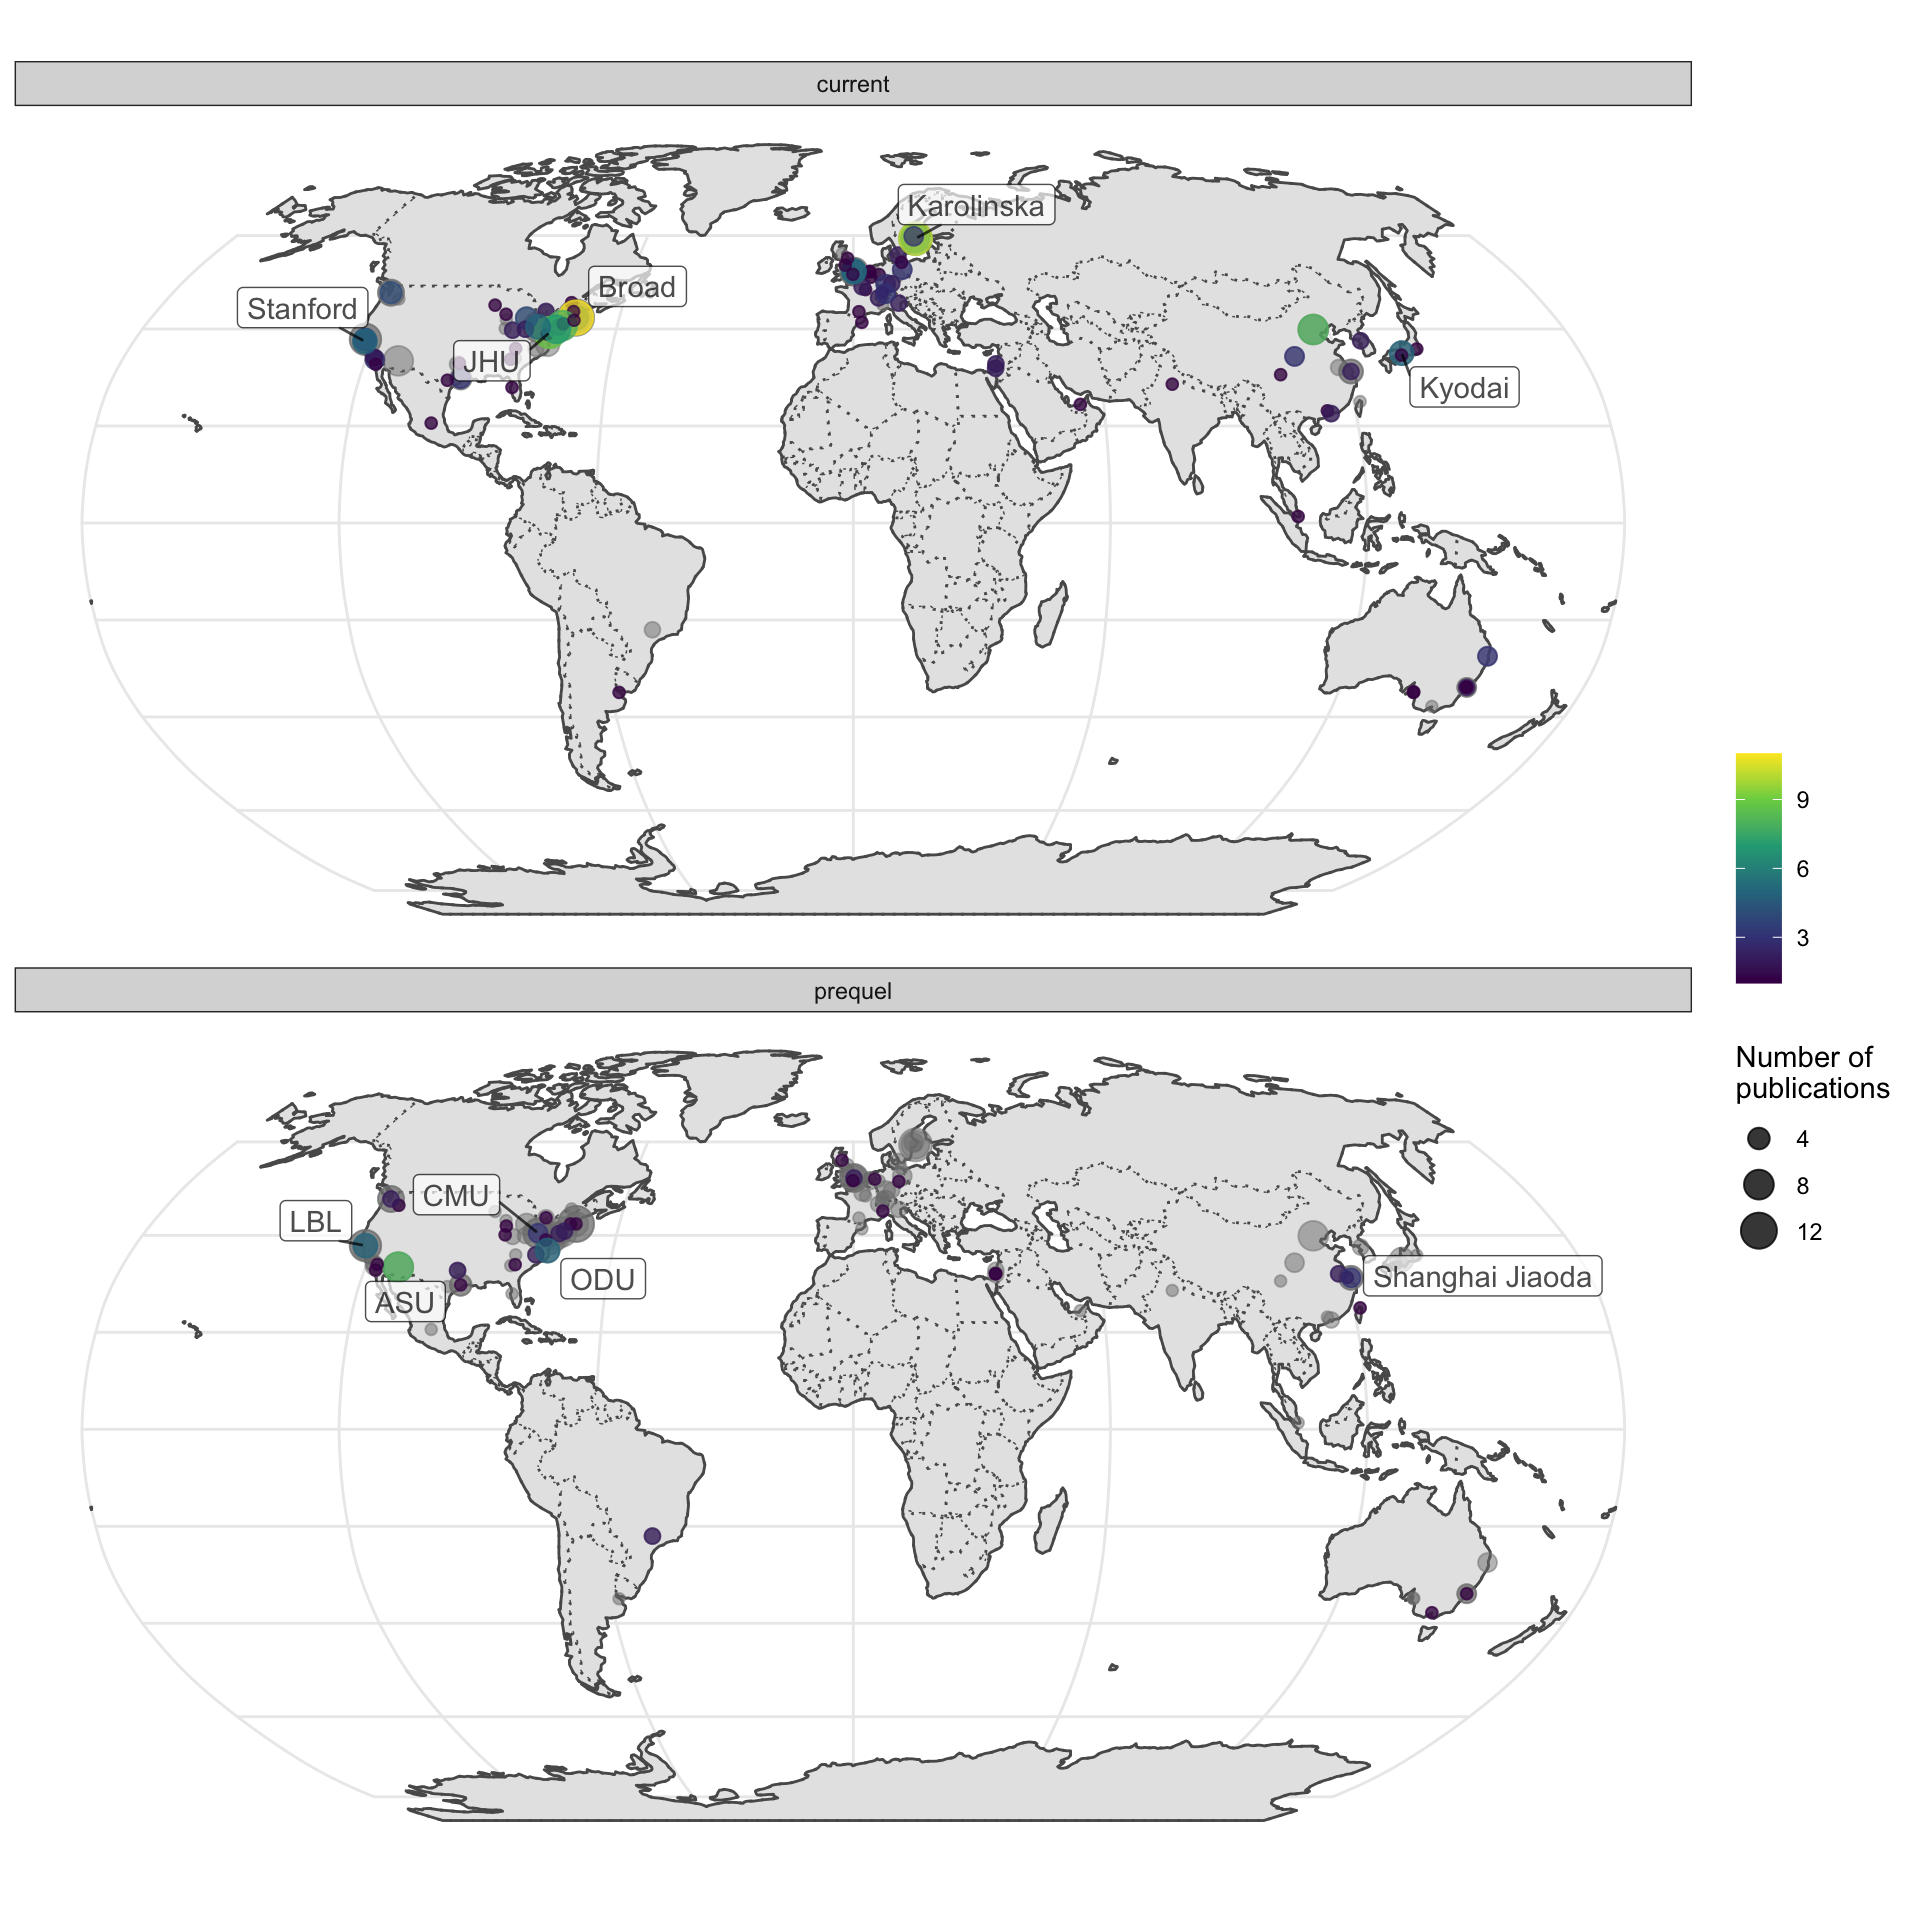 current
Karolinska
Broad
Stanford
JHU
Kyodai
9
6
3
prequel
Number of
publications
4
8
12
CMU
LBL
ODU
Shanghai Jiaoda
ASU